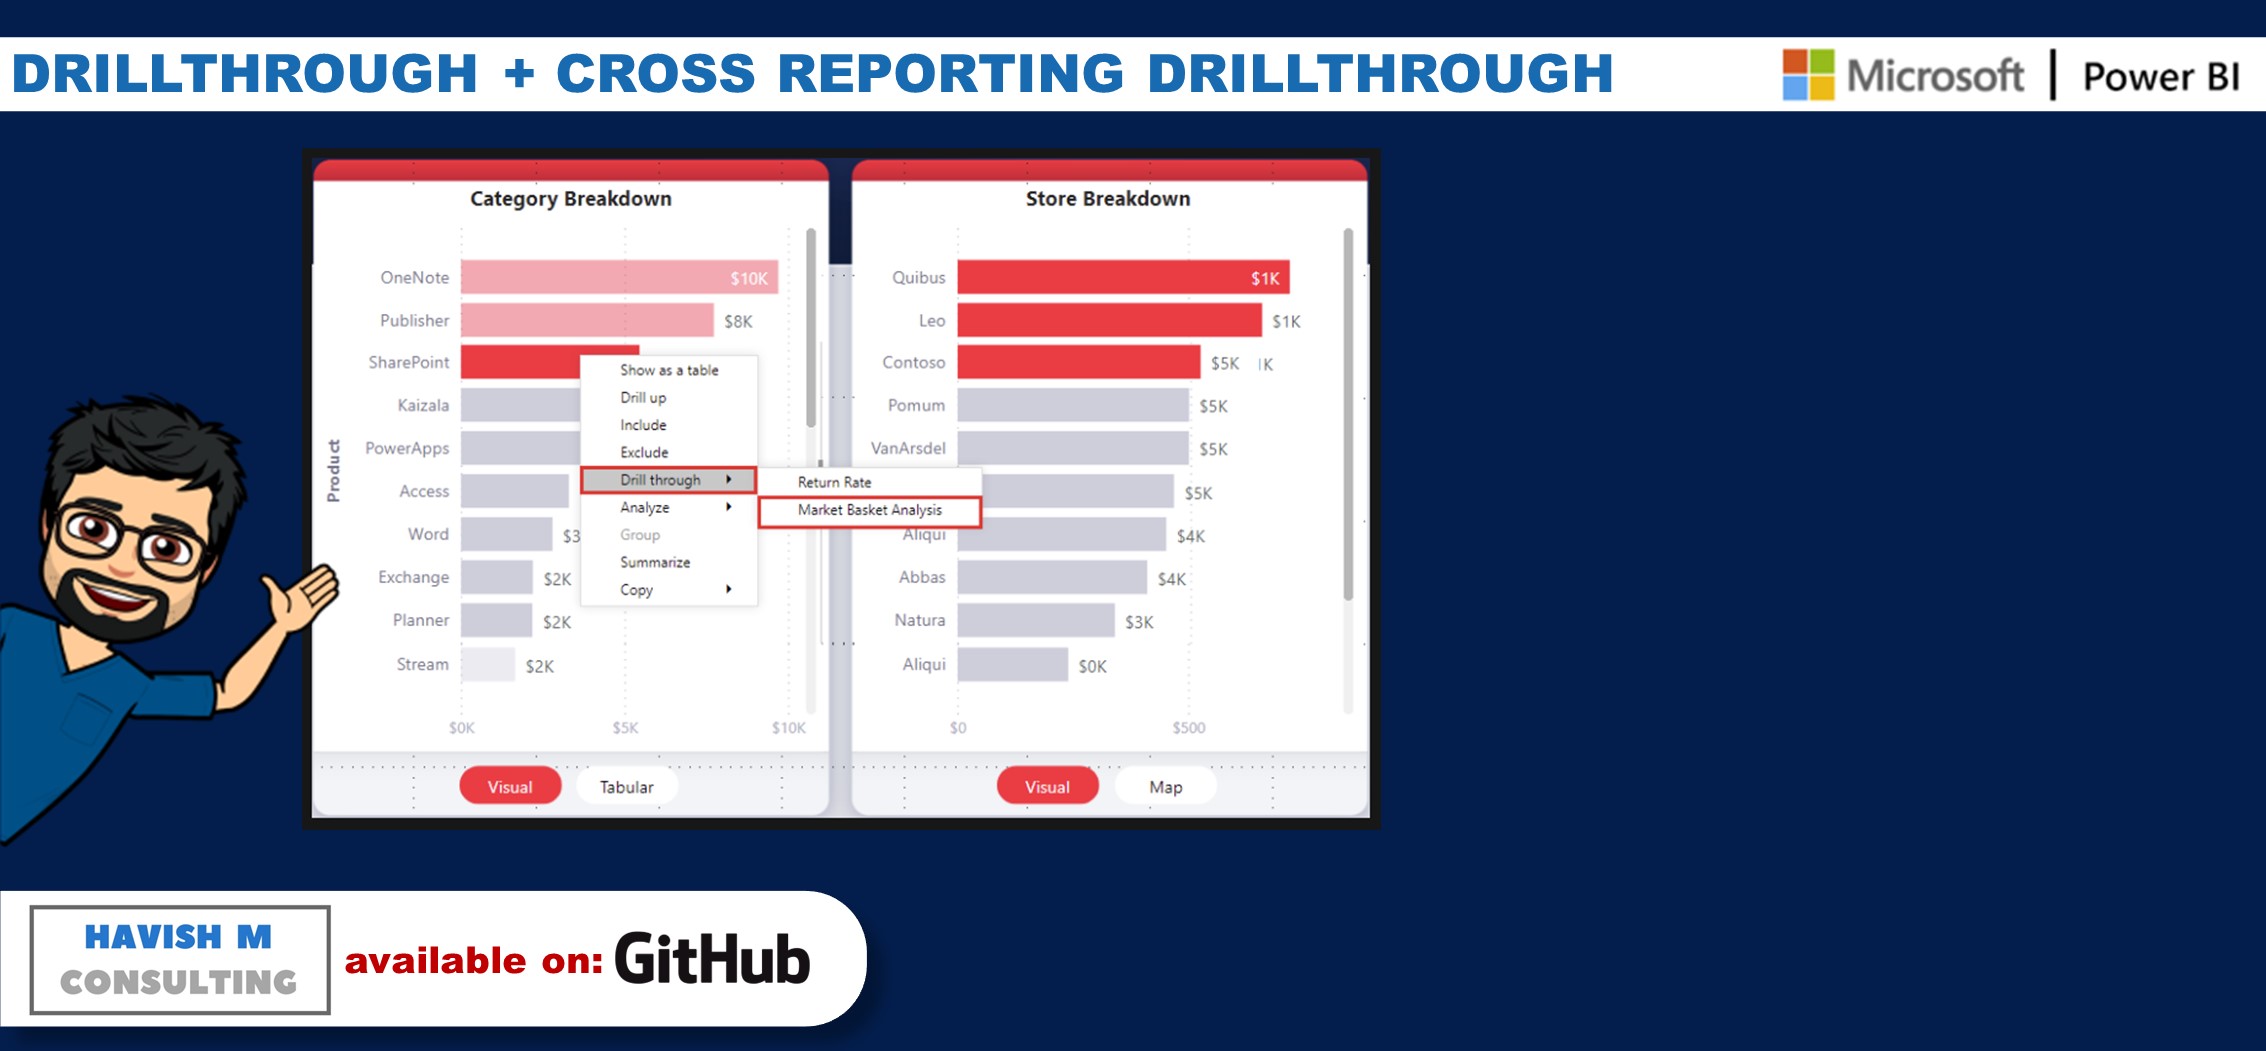 DRILLTHROUGH + CROSS REPORTING DRILLTHROUGH
Microsoft | Power BI
Category Breakdown
Product
OneNote $10K
Publisher $8K
SharePoint
Kaizala
PowerApps
Access
Word $3
Exchange $2K
Planner $2K
Stream $2K
$0K $5K $10K
Visual Tabular
Show as a table
Drill up
Include
Exclude
Drill through
Analyze
Group
Summarize
Copy
Return Rate
Market Basket Analysis
Store Breakdown
Quibus $1K
Leo $1K
Contoso $5K
Pomum $5K
VanArsdel $5K
$5K
Aliqui $4K
Abbas $4K
Natura $3K
Aliqui $0K
$0 $500
Visual Map
HAVISH M
CONSULTING
available on: GitHub